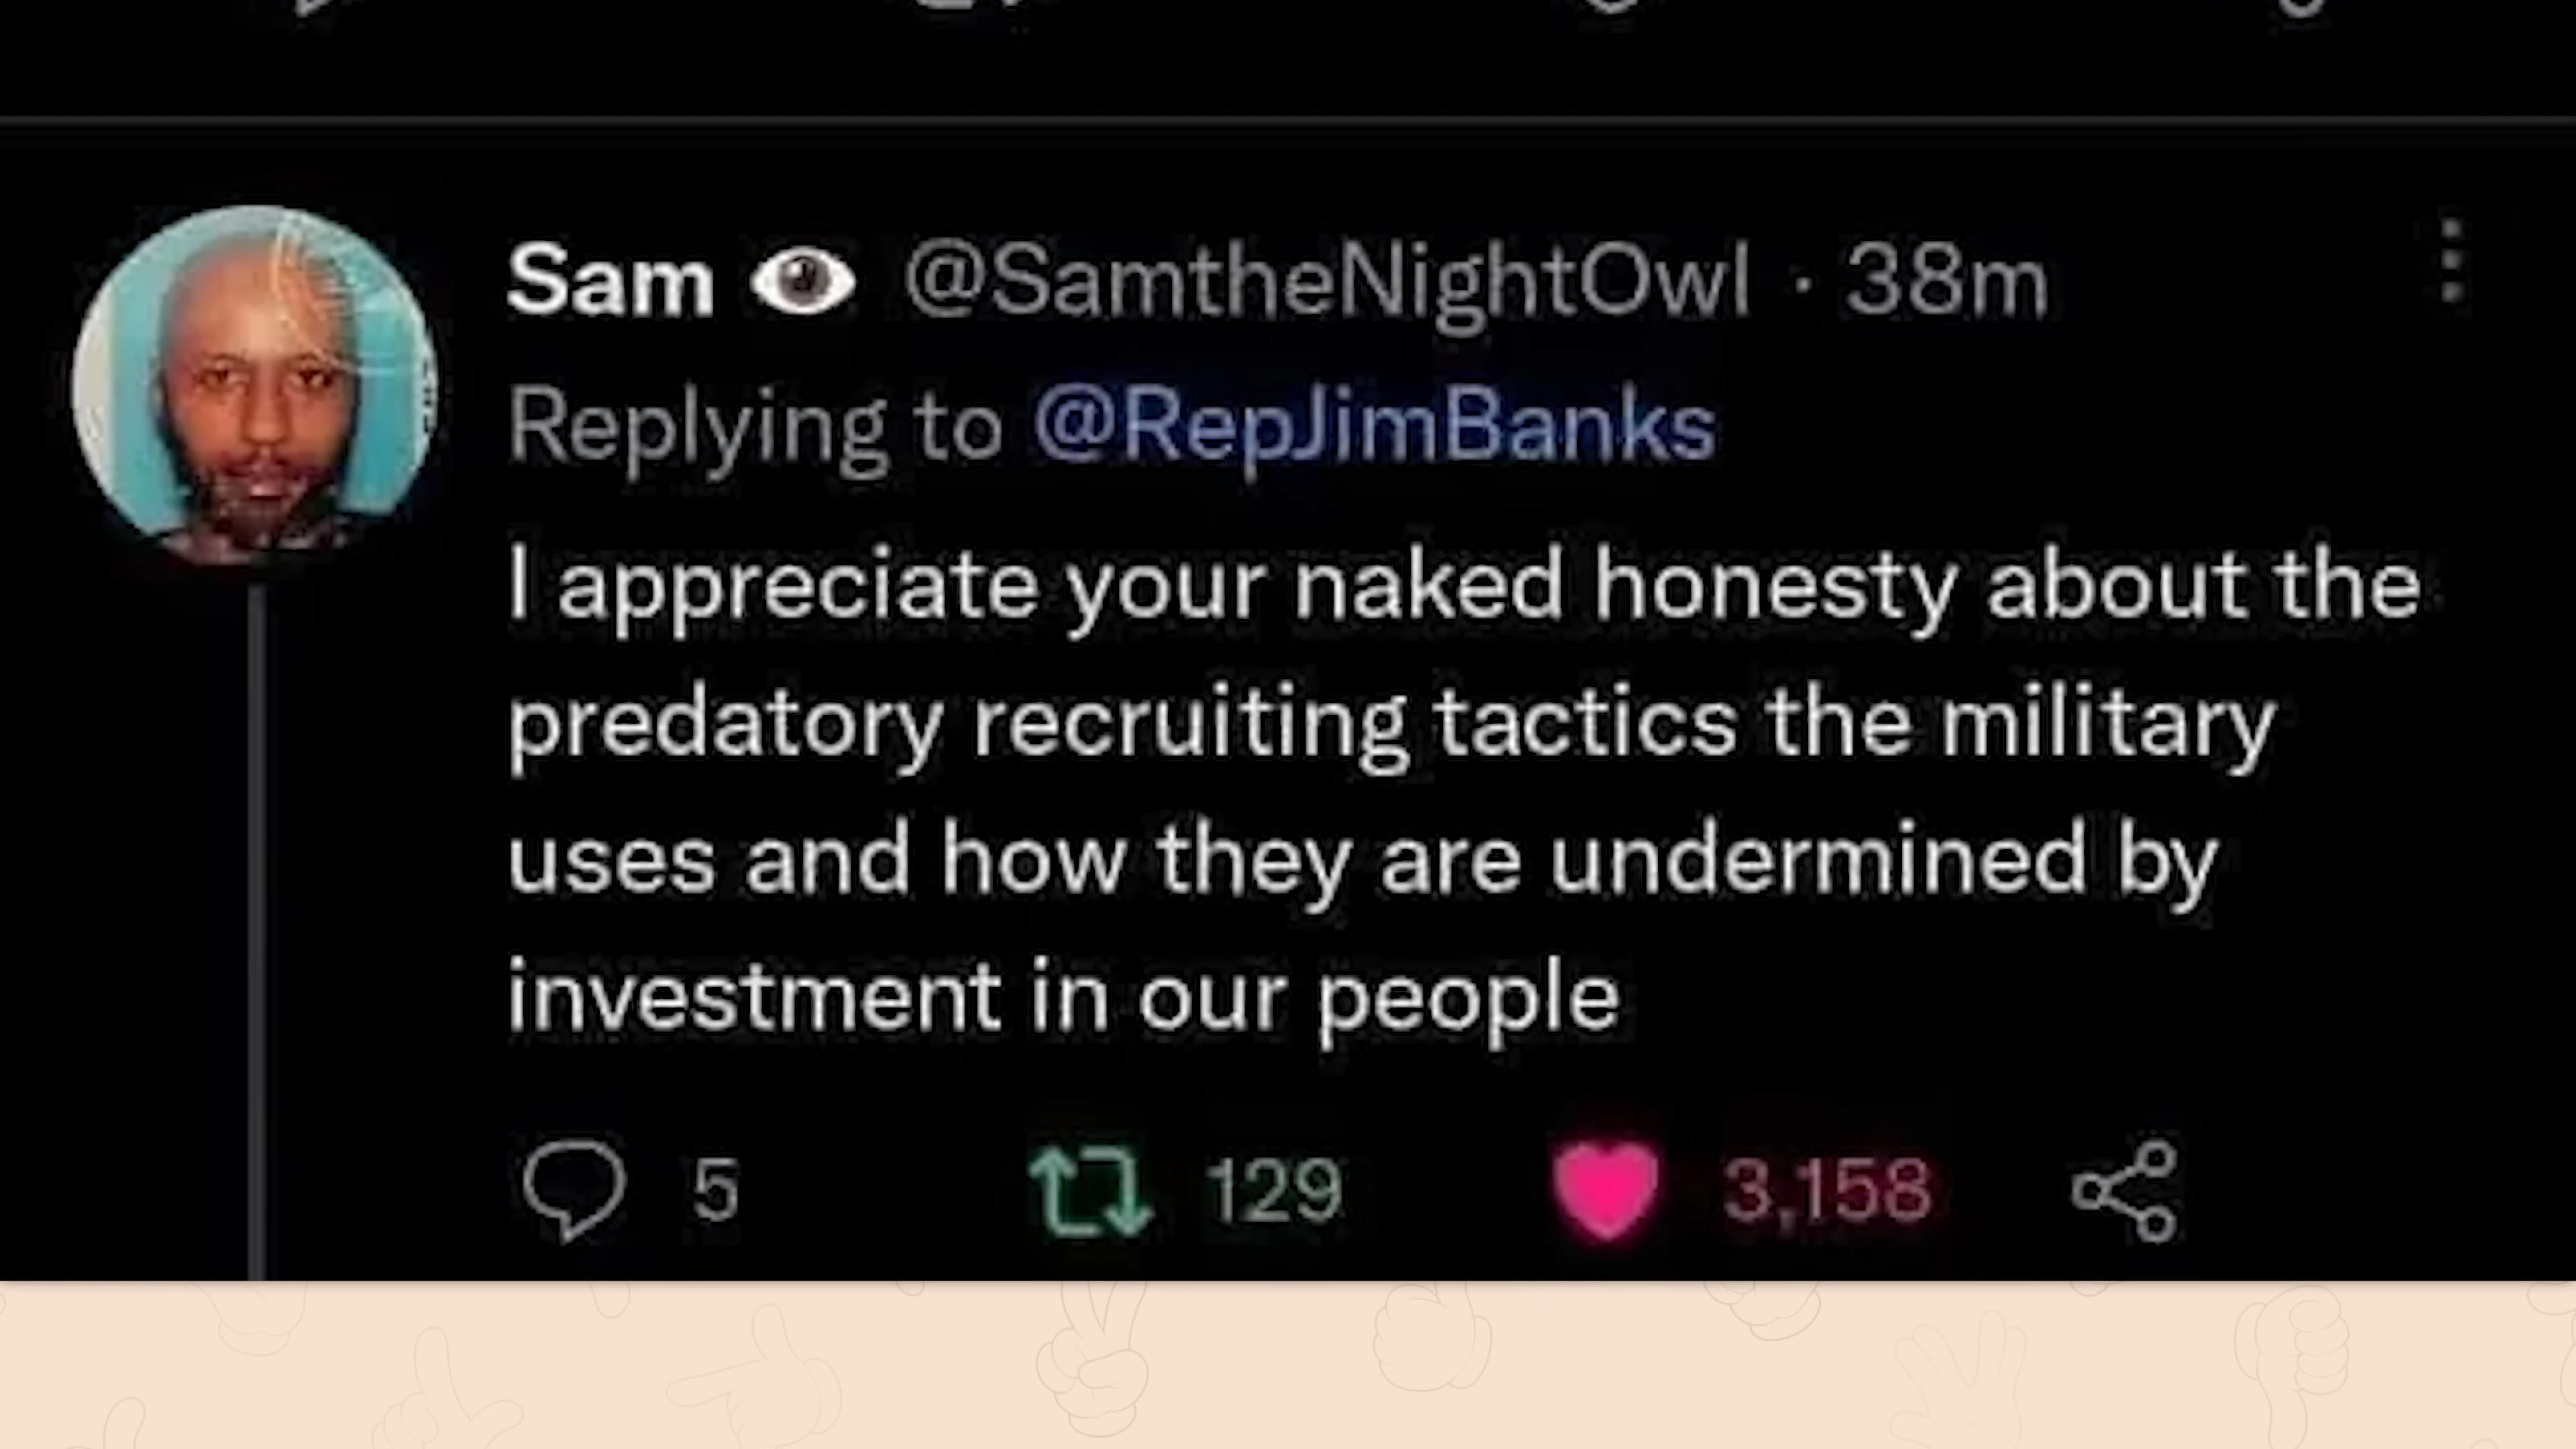 Sam 👁 @SamtheNightOwl · 38m
Replying to @RepJimBanks
I appreciate your naked honesty about the
predatory recruiting tactics the military
uses and how they are undermined by
investment in our people
5 129 3,158